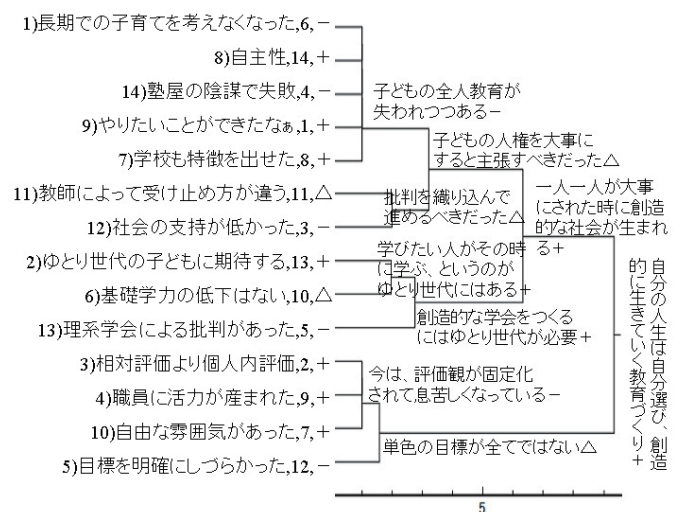 1)長期での子育てを考えなくなった,6,－
8)自主性,14,＋
14)塾屋の陰謀で失敗,4,－
9)やりたいことができたなぁ,1,＋
7)学校も特徴を出せた,8,＋
11)教師によって受け止め方が違う,11,△
12)社会の支持が低かった,3,－
2)ゆとり世代の子どもに期待する,13,＋
6)基礎学力の低下はない,10,△
13)理系学会による批判があった,5,－
3)相対評価より個人内評価,2,＋
4)職員に活力が産まれた,9,＋
10)自由な雰囲気があった,7,＋
5)目標を明確にしづらかった,12,－
子どもの全人教育が
失われつつある－
子どもの人権を大事に
すると主張すべきだった△
批判を織り込んで
進めるべきだった△
一人一人が大事
にされた時に創造
的な社会が生まれ
る＋
学びたい人がその時
に学ぶ、というのが
ゆとり世代にはある＋
創造的な学会をつくる
にはゆとり世代が必要＋
今は、評価観が固定化
されて息苦しくなっている－
単色の目標が全てではない△
自分の人生は自分選び、創造
的に生きていく教育づくり＋
5